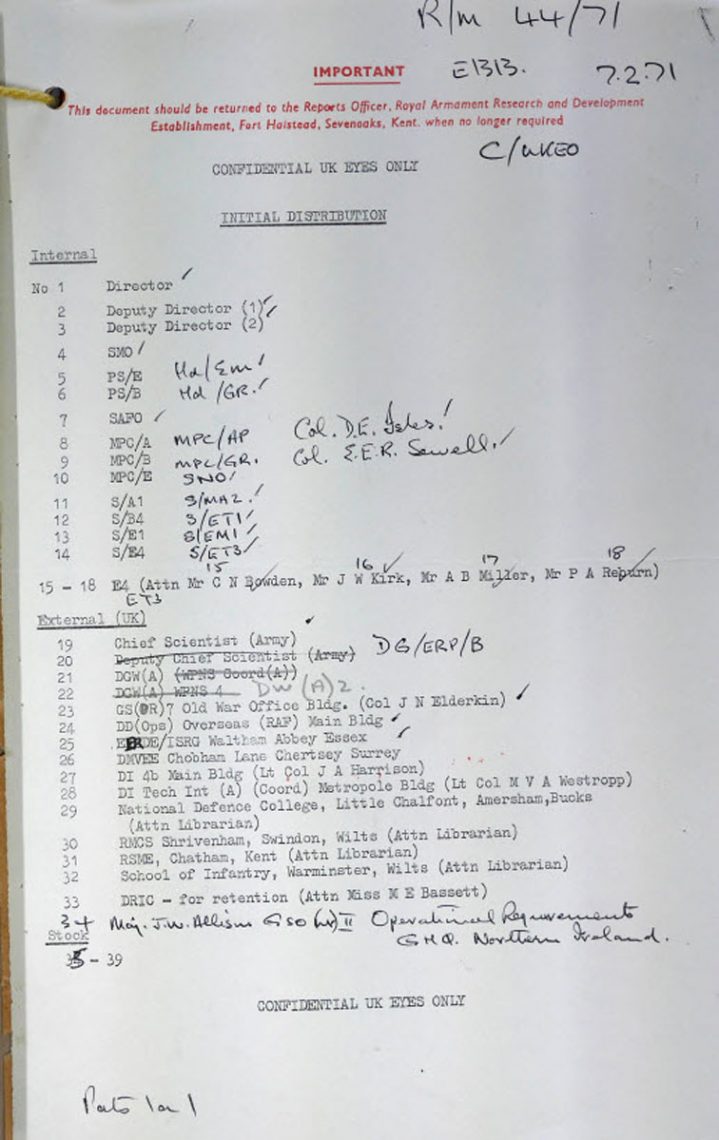 R/M 44/71
IMPORTANT EBB. 7.2.71
This document should be returned to the Reports Officer, Royal Armament Research and Development
Establishment, Fort Halstead, Sevenoaks, Kent. when no longer required
C/UKEO
CONFIDENTIAL UK EYES ONLY
INITIAL DISTRIBUTION
Internal
No 1 Director
2 Deputy Director (1)
3 Deputy Director (2)
4 SMO
5 PS/E Hd/EM
6 PS/B Hd/GR.
7 SAFO
8 MPC/A MPC/AP Col. D.E. Isles.
9 MPC/B MPC/GR. Col. E.E.R. Sewell.
10 MPC/E SNO
11 S/A1 S/MA2.
12 S/B4 S/ET1
13 S/E1 S/EM1
14 S/E4 S/ET3
15 16 17 18
15 - 18 E4 (Attn Mr C N Bowden, Mr J W Kirk, Mr A B Miller, Mr P A Repurn)
ET3
External (UK)
19 Chief Scientist (Army)
20 Deputy Chief Scientist (Army) DG/ERP/B
21 DGW(A) (WPNS Coord(A))
22 DGW(A) WPNS 4 DW(A)2.
23 GS(OR)7 Old War Office Bldg. (Col J N Elderkin)
24 DD(Ops) Overseas (RAF) Main Bldg
25 ERDE/ISRG Waltham Abbey Essex
26 DMVEE Chobham Lane Chertsey Surrey
27 DI 4b Main Bldg (Lt Col J A Harrison)
28 DI Tech Int (A) (Coord) Metropole Bldg (Lt Col M V A Westropp)
29 National Defence College, Little Chalfont, Amersham,Bucks
(Attn Librarian)
30 RMCS Shrivenham, Swindon, Wilts (Attn Librarian)
31 RSME, Chatham, Kent (Attn Librarian)
32 School of Infantry, Warminster, Wilts (Attn Librarian)
33 DRIC - for retention (Attn Miss M E Bassett)
34 Maj. J.W. Allison GSO II Operational Requirements
Stock G.H.Q. Northern Ireland.
35 - 39
CONFIDENTIAL UK EYES ONLY
1 on 1